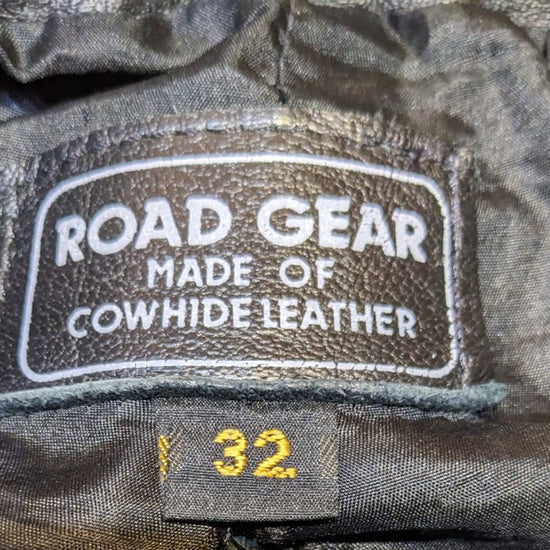 ROAD GEAR
MADE OF
COWHIDE LEATHER
32